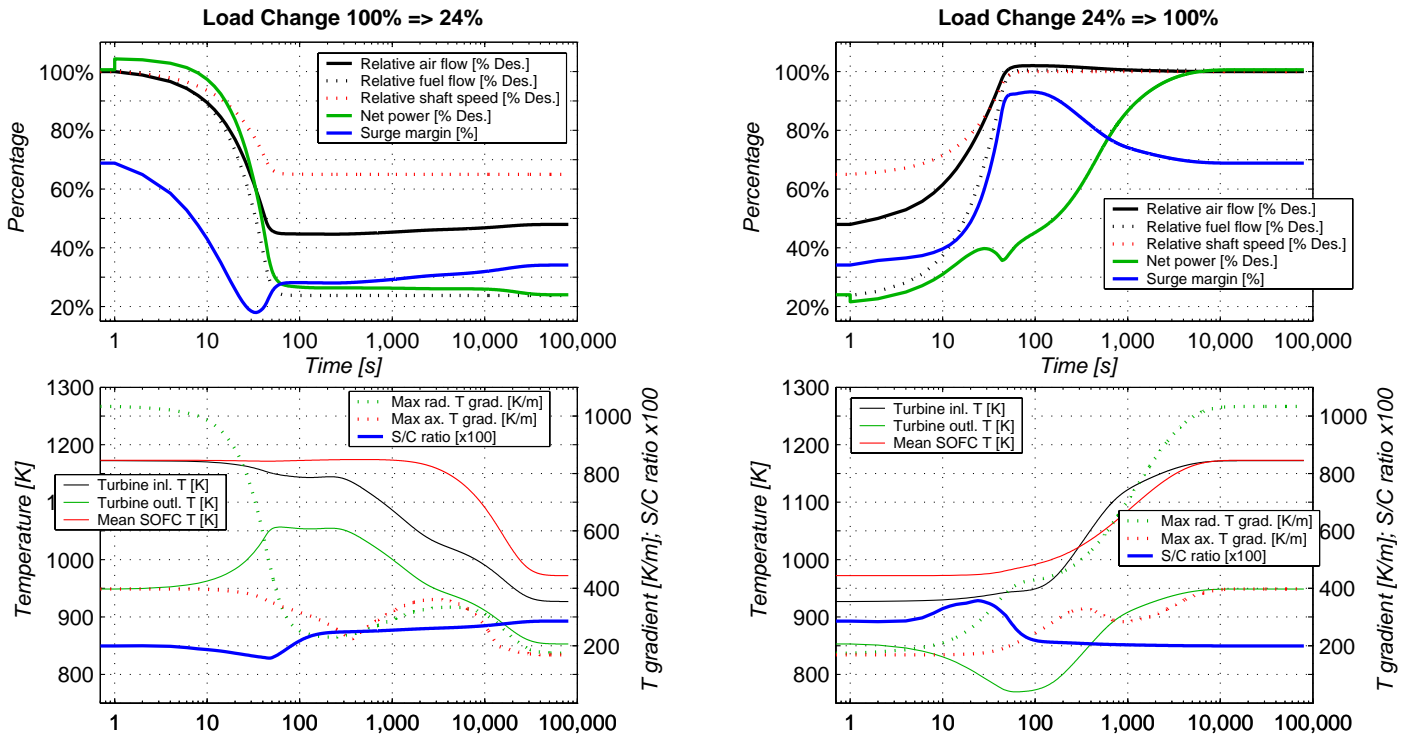 Load Change 100% => 24%
100%
80%
60%
40%
20%
Percentage
Relative air flow [% Des.]
Relative fuel flow [% Des.]
Relative shaft speed [% Des.]
Net power [% Des.]
Surge margin [%]
1 10 100 1,000 10,000 100,000
Time [s]
Load Change 24% => 100%
100%
80%
60%
40%
20%
Percentage
Relative air flow [% Des.]
Relative fuel flow [% Des.]
Relative shaft speed [% Des.]
Net power [% Des.]
Surge margin [%]
1 10 100 1,000 10,000 100,000
Time [s]
1300
1200
1100
1000
900
800
Temperature [K]
Max rad. T grad. [K/m]
Max ax. T grad. [K/m]
S/C ratio [x100]
Turbine inl. T [K]
Turbine outl. T [K]
Mean SOFC T [K]
1000
800
600
400
200
T gradient [K/m]; S/C ratio x100
1 10 100 1,000 10,000 100,000
1300
1200
1100
1000
900
800
Temperature [K]
Turbine inl. T [K]
Turbine outl. T [K]
Mean SOFC T [K]
Max rad. T grad. [K/m]
Max ax. T grad. [K/m]
S/C ratio [x100]
1000
800
600
400
200
T gradient [K/m]; S/C ratio x100
1 10 100 1,000 10,000 100,000